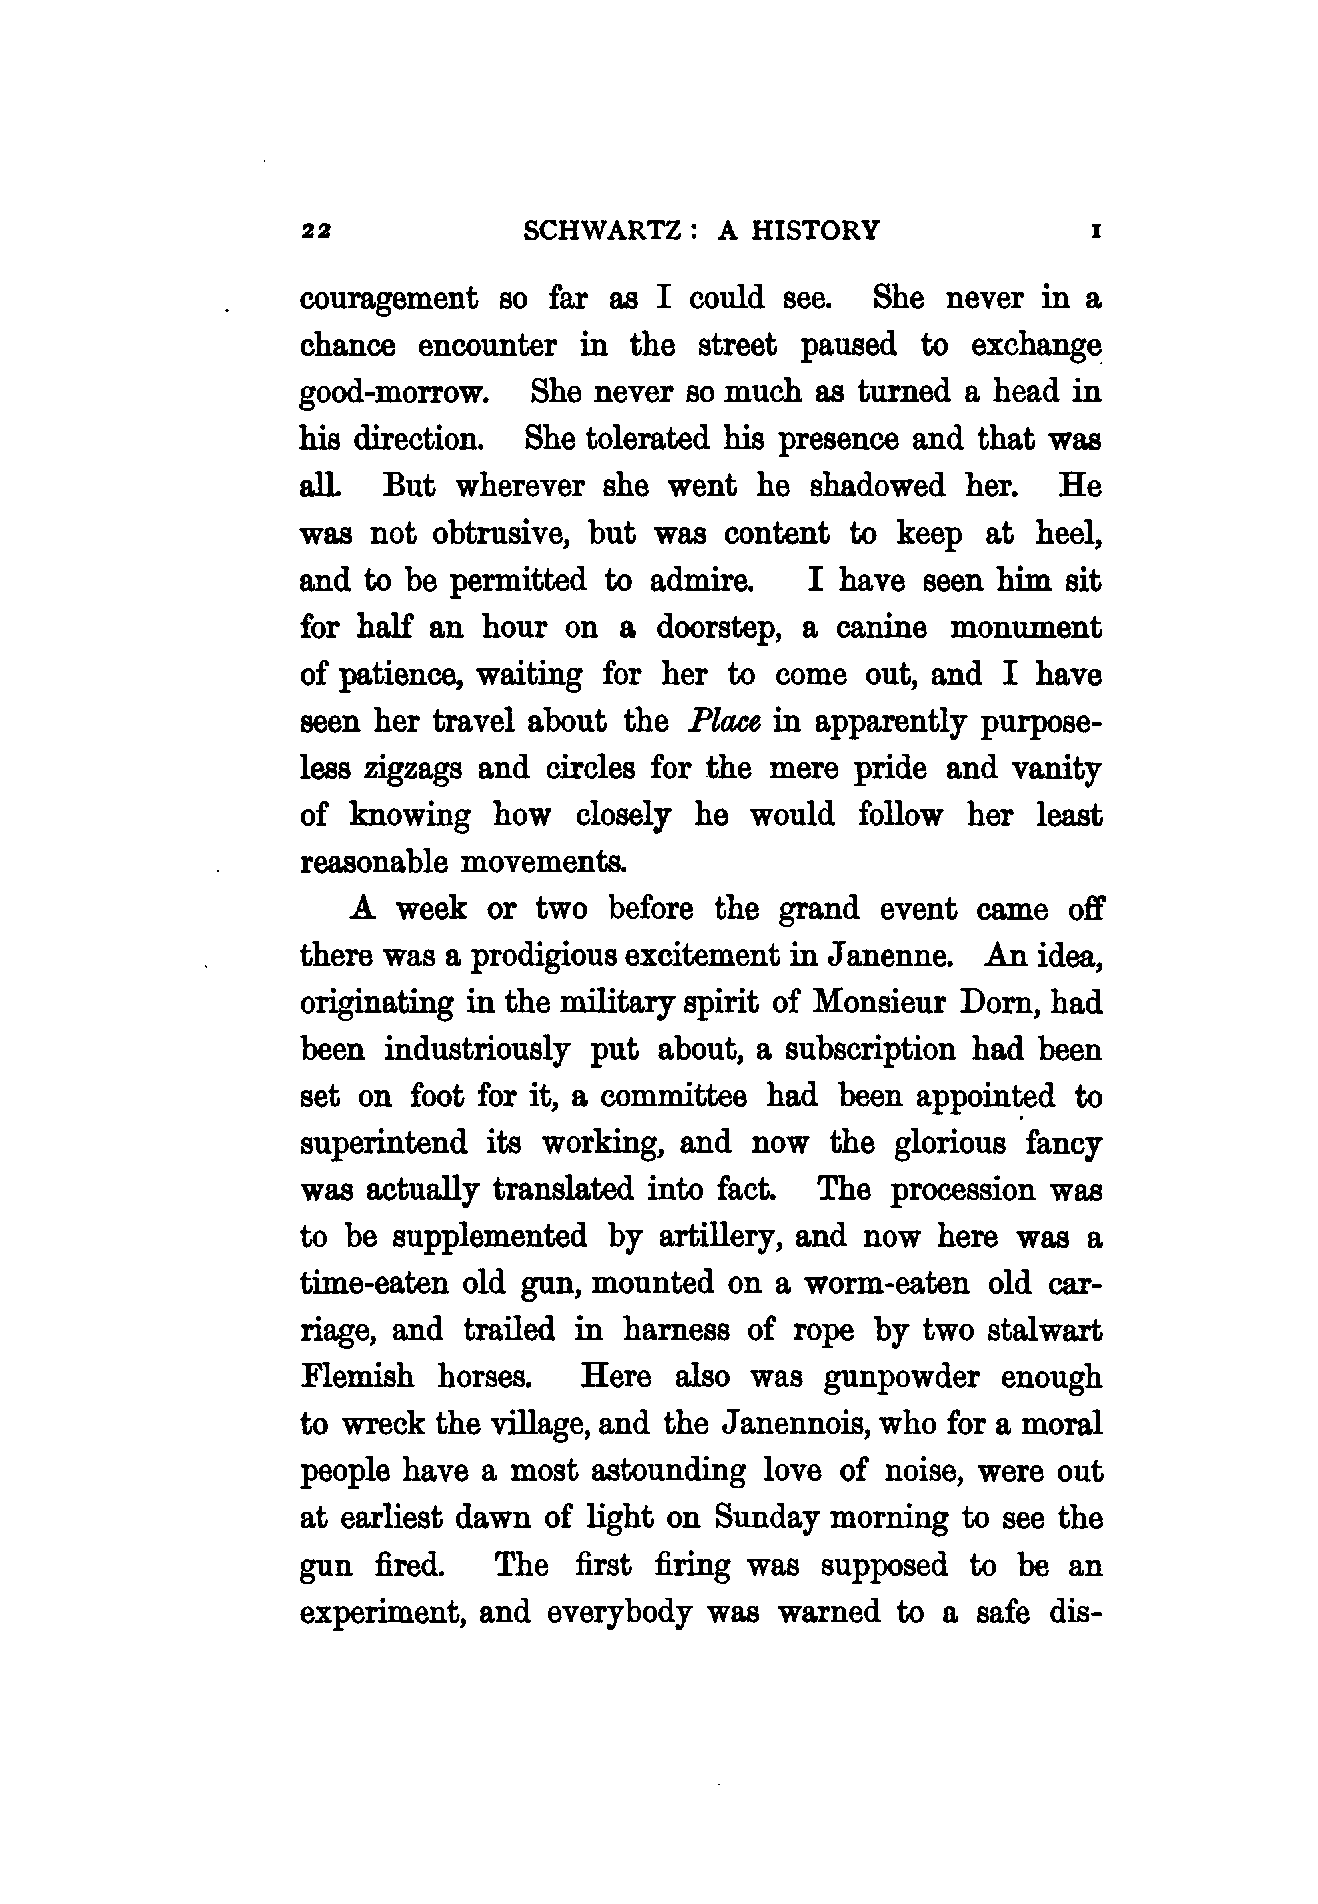 22 SCHWARTZ: A HISTORY I
couragement so far as I could see. She never in a
chance encounter in the street paused to exchange
good-morrow. She never so much as turned a head in
his direction. She tolerated his presence and that was
all. But wherever she went he shadowed her. He
was not obtrusive, but was content to keep at heel,
and to be permitted to admire. I have seen him sit
for half an hour on a doorstep, a canine monument
of patience, waiting for her to come out, and I have
seen her travel about the Place in apparently purpose-
less zigzags and circles for the mere pride and vanity
of knowing how closely he would follow her least
reasonable movements.
A week or two before the grand event came off
there was a prodigious excitement in Janenne. An idea,
originating in the military spirit of Monsieur Dorn, had
been industriously put about, a subscription had been
set on foot for it, a committee had been appointed to
superintend its working, and now the glorious fancy
was actually translated into fact. The procession was
to be supplemented by artillery, and now here was a
time-eaten old gun, mounted on a worm-eaten old car-
riage, and trailed in harness of rope by two stalwart
Flemish horses. Here also was gunpowder enough
to wreck the village, and the Janennois, who for a moral
people have a most astounding love of noise, were out
at earliest dawn of light on Sunday morning to see the
gun fired. The first firing was supposed to be an
experiment, and everybody was warned to a safe dis-